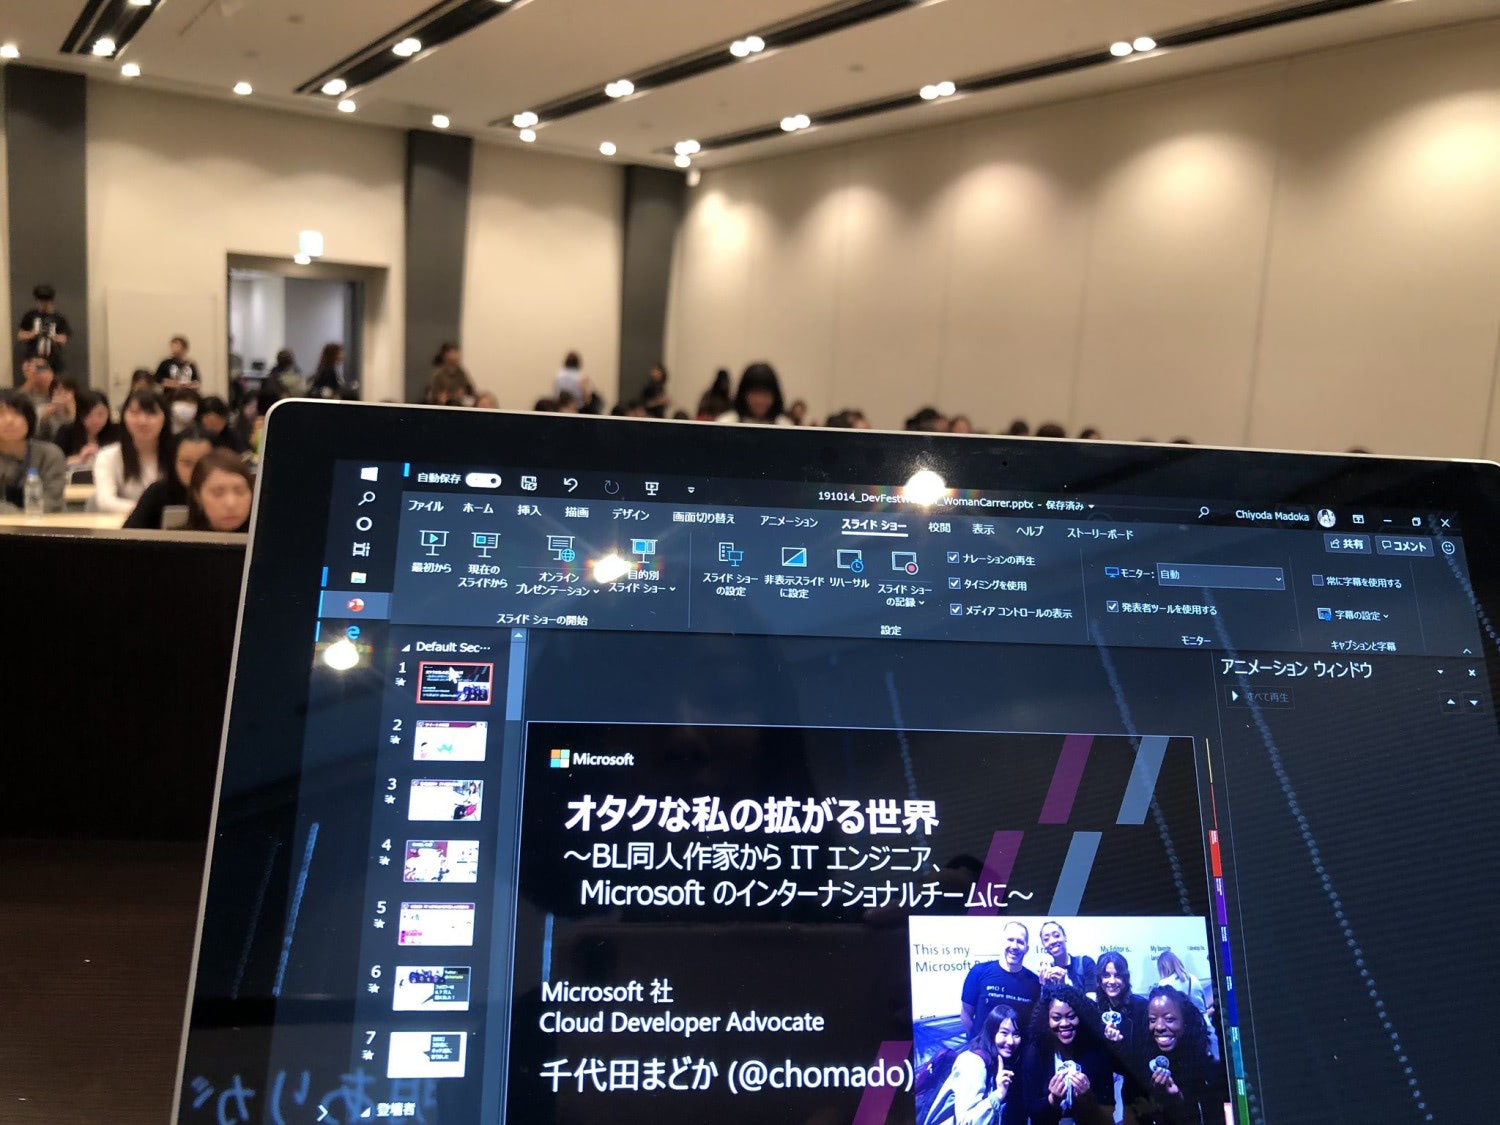 自動保存
保存済み
Chiyoda Madoka
ファイル ホーム 挿入 描画 デザイン 画面切り替え アニメーション スライド ショー 校閲 表示 ヘルプ ストーリーボード
共有 コメント
最初から
現在の
スライドから
オンライン
プレゼンテーション
目的別
スライド ショー
スライド ショーの開始
スライド ショー
の設定
非表示スライド
に設定
リハーサル
スライド ショー
の記録
ナレーションの再生
タイミングを使用
メディア コントロールの表示
設定
モニター: 自動
発表者ツールを使用する
モニター
常に字幕を使用する
字幕の設定
キャプションと字幕
アニメーション ウィンドウ
すべて再生
Default Sec...
1
2
3
4
5
6
7
登壇者
Microsoft
オタクな私の拡がる世界
～BL同人作家から IT エンジニア、
Microsoft のインターナショナルチームに～
Microsoft 社
Cloud Developer Advocate
千代田まどか (@chomado)
This is my
Microsoft